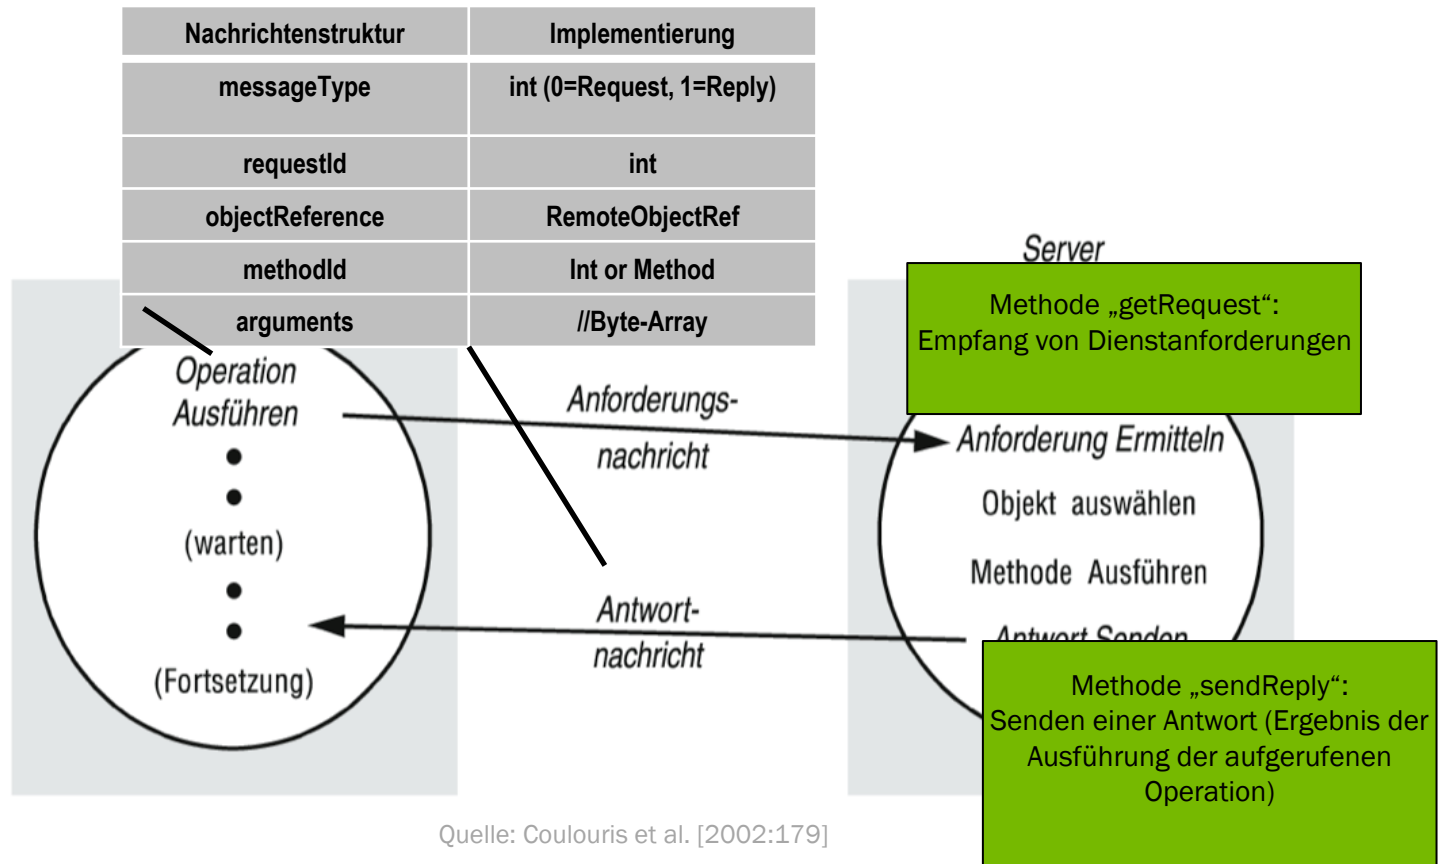 Nachrichtenstruktur Implementierung
messageType int (0=Request, 1=Reply)
requestId int
objectReference RemoteObjectRef
methodId Int or Method
arguments //Byte-Array
Server
Methode „getRequest“:
Empfang von Dienstanforderungen
Operation
Ausführen
(warten)
(Fortsetzung)
Anforderungs-
nachricht
Antwort-
nachricht
Anforderung Ermitteln
Objekt auswählen
Methode Ausführen
Antwort Senden
Methode „sendReply“:
Senden einer Antwort (Ergebnis der
Ausführung der aufgerufenen
Operation)
Quelle: Coulouris et al. [2002:179]